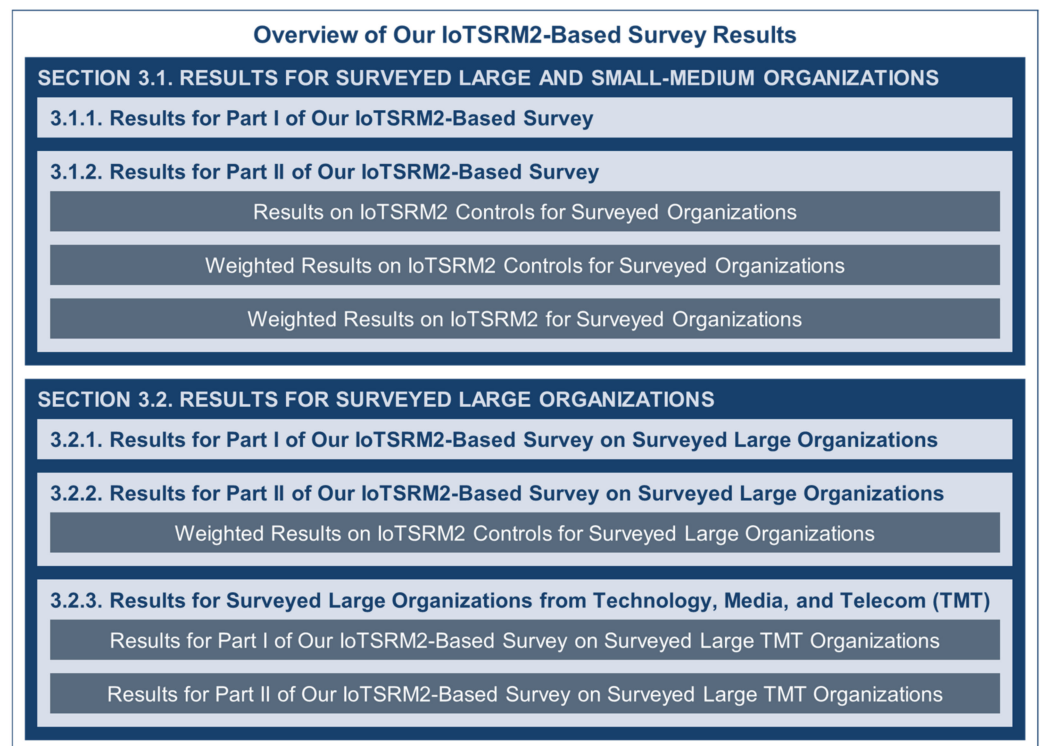 Overview of Our IoTSRM2-Based Survey Results
SECTION 3.1. RESULTS FOR SURVEYED LARGE AND SMALL-MEDIUM ORGANIZATIONS
3.1.1. Results for Part I of Our IoTSRM2-Based Survey
3.1.2. Results for Part II of Our IoTSRM2-Based Survey
Results on IoTSRM2 Controls for Surveyed Organizations
Weighted Results on IoTSRM2 Controls for Surveyed Organizations
Weighted Results on IoTSRM2 for Surveyed Organizations
SECTION 3.2. RESULTS FOR SURVEYED LARGE ORGANIZATIONS
3.2.1. Results for Part I of Our IoTSRM2-Based Survey on Surveyed Large Organizations
3.2.2. Results for Part II of Our IoTSRM2-Based Survey on Surveyed Large Organizations
Weighted Results on IoTSRM2 Controls for Surveyed Large Organizations
3.2.3. Results for Surveyed Large Organizations from Technology, Media, and Telecom (TMT)
Results for Part I of Our IoTSRM2-Based Survey on Surveyed Large TMT Organizations
Results for Part II of Our IoTSRM2-Based Survey on Surveyed Large TMT Organizations